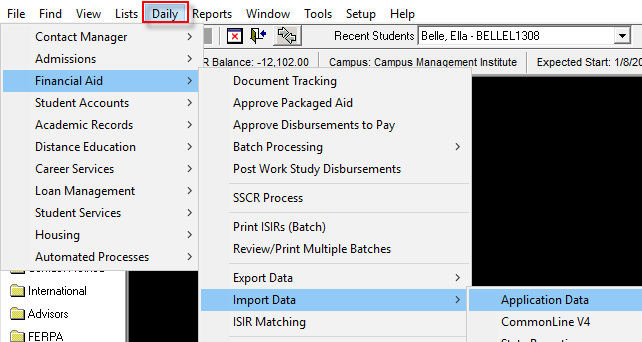 File Find View Lists Daily Reports Window Tools Setup Help
Recent Students Belle, Ella - BELLEL1308
R Balance: -12,102.00 Campus: Campus Management Institute Expected Start: 1/8/20
Contact Manager
Admissions
Financial Aid
Student Accounts
Academic Records
Distance Education
Career Services
Loan Management
Student Services
Housing
Automated Processes
Document Tracking
Approve Packaged Aid
Approve Disbursements to Pay
Batch Processing
Post Work Study Disbursements
SSCR Process
Print ISIRs (Batch)
Review/Print Multiple Batches
Export Data
Import Data
ISIR Matching
Application Data
CommonLine V4
International
Advisors
FERPA